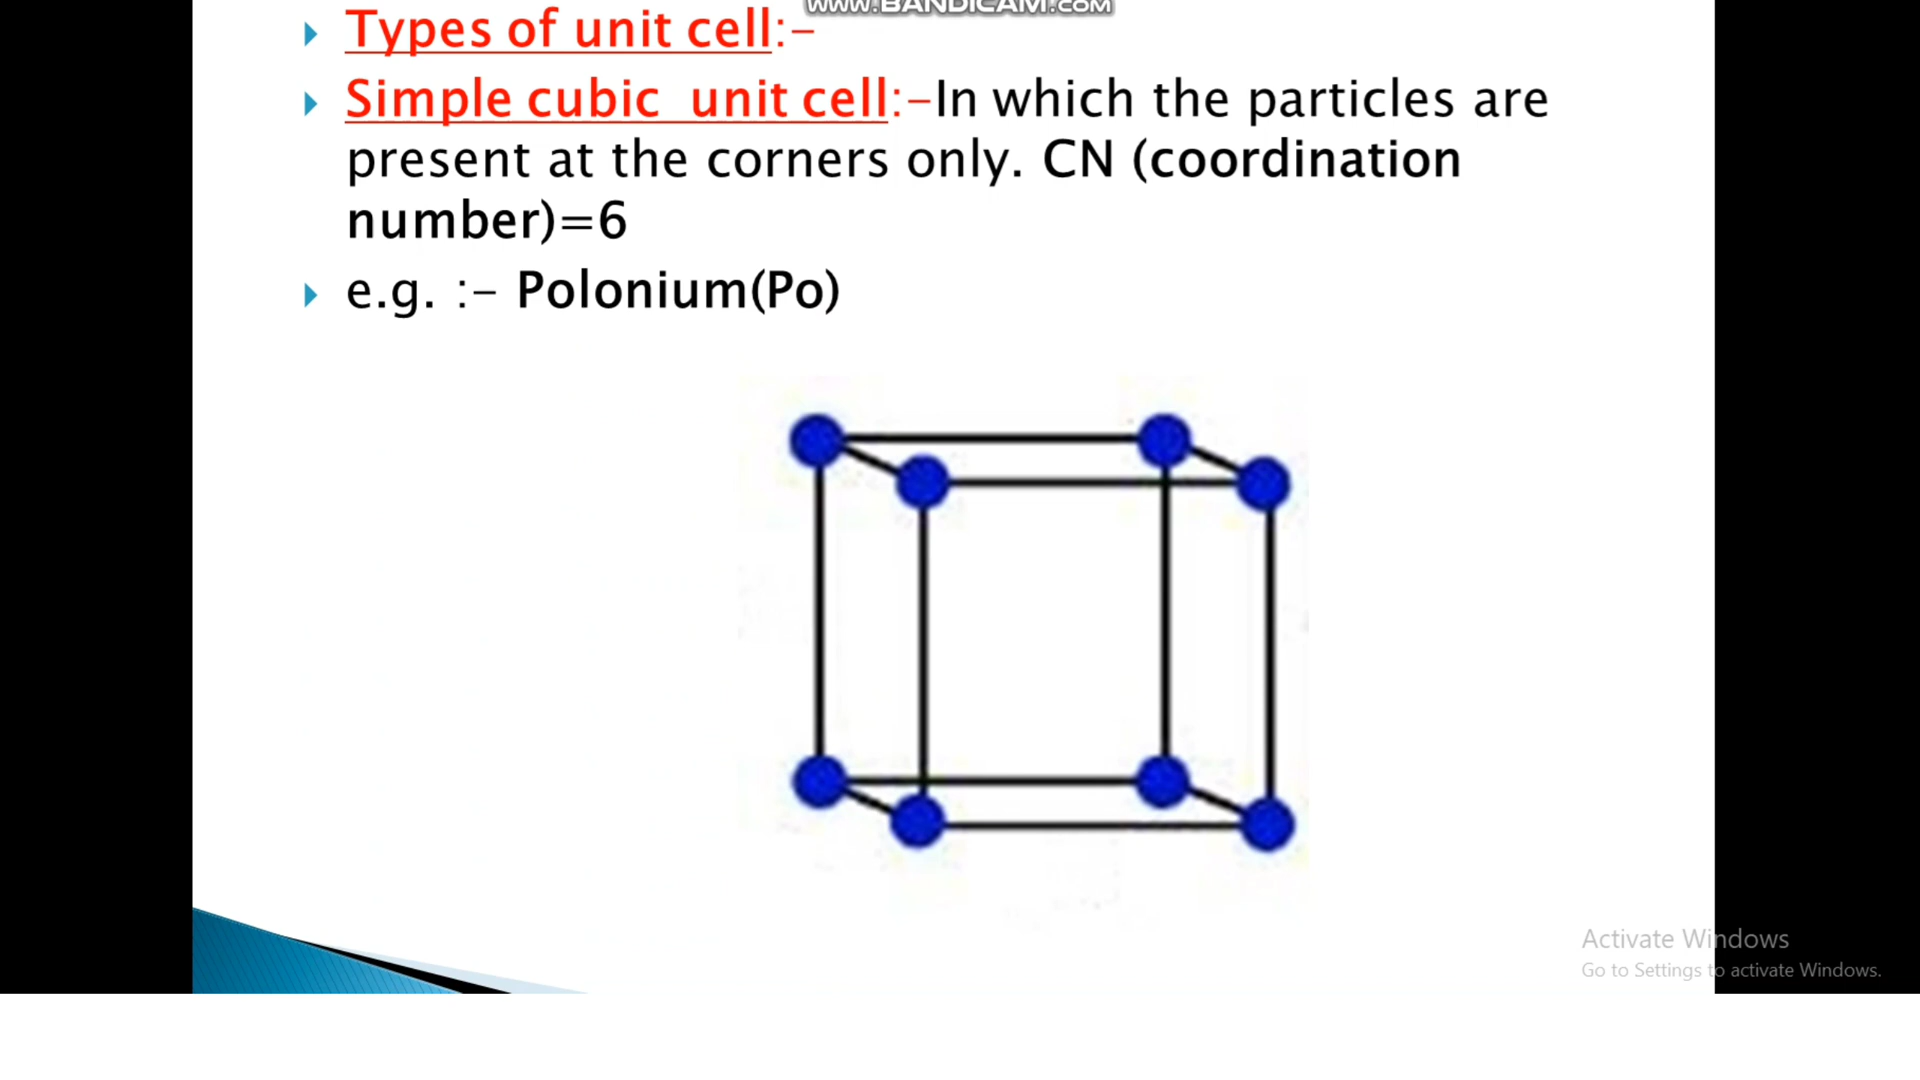 WWW.BANDICAM.COM
Types of unit cell:-
Simple cubic unit cell:-In which the particles are
present at the corners only. CN (coordination
number)=6
e.g. :- Polonium(Po)
Activate Windows
Go to Settings to activate Windows.